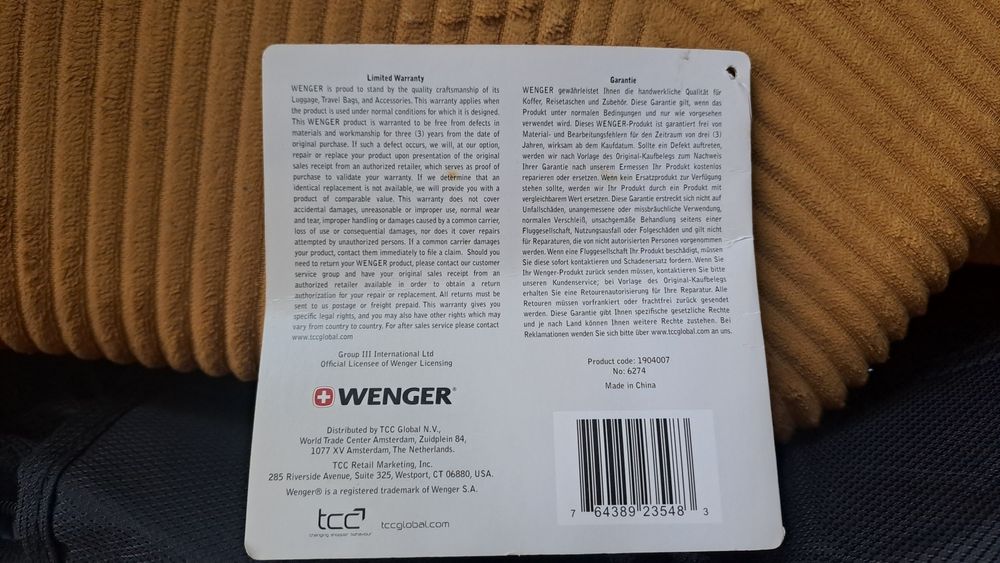 Limited Warranty
WENGER is proud to stand by the quality craftsmanship of its
Luggage, Travel Bags, and Accessories. This warranty applies when
the product is used under normal conditions for which it is designed.
This WENGER product is warranted to be free from defects in
materials and workmanship for three (3) years from the date of
original purchase. If such a defect occurs, we will, at our option,
repair or replace your product upon presentation of the original
sales receipt from an authorized retailer, which serves as proof of
purchase to validate your warranty. If we determine that an
identical replacement is not available, we will provide you with a
product of comparable value. This warranty does not cover
accidental damages, unreasonable or improper use, normal wear
and tear, improper handling or damages caused by a common carrier,
loss of use or consequential damages, nor does it cover repairs
attempted by unauthorized persons. If a common carrier damages
your product, contact them immediately to file a claim. Should you
need to return your WENGER product, please contact our customer
service group and have your original sales receipt from an
authorized retailer available in order to obtain a return
authorization for your repair or replacement. All returns must be
sent to us postage or freight prepaid. This warranty gives you
specific legal rights, and you may also have other rights which may
vary from country to country. For after sales service please contact
www.tccglobal.com
Group III International Ltd
Official Licensee of Wenger Licensing
WENGER®
Distributed by TCC Global N.V.,
World Trade Center Amsterdam, Zuidplein 84,
1077 XV Amsterdam, The Netherlands.
TCC Retail Marketing, Inc.
285 Riverside Avenue, Suite 325, Westport, CT 06880, USA.
Wenger® is a registered trademark of Wenger S.A.
tcc
changing shopper behaviour
tccglobal.com
Garantie
WENGER gewährleistet Ihnen die handwerkliche Qualität für
Koffer, Reisetaschen und Zubehör. Diese Garantie gilt, wenn das
Produkt unter normalen Bedingungen und nur wie vorgesehen
verwendet wird. Dieses WENGER-Produkt ist garantiert frei von
Material- und Bearbeitungsfehlern für den Zeitraum von drei (3)
Jahren, wirksam ab dem Kaufdatum. Sollte ein Defekt auftreten,
werden wir nach Vorlage des Original-Kaufbelegs zum Nachweis
Ihrer Garantie nach unserem Ermessen Ihr Produkt kostenlos
reparieren oder ersetzen. Wenn kein Ersatzprodukt zur Verfügung
stehen sollte, werden wir Ihr Produkt durch ein Produkt mit
vergleichbarem Wert ersetzen. Diese Garantie erstreckt sich nicht auf
Unfallschäden, unangemessene oder missbräuchliche Verwendung,
normalen Verschleiß, unsachgemäße Behandlung seitens einer
Fluggesellschaft, Nutzungsausfall oder Folgeschäden und gilt nicht
für Reparaturen, die von nicht autorisierten Personen vorgenommen
werden. Wenn eine Fluggesellschaft Ihr Produkt beschädigt, müssen
Sie diese sofort kontaktieren und Schadenersatz fordern. Wenn Sie
Ihr Wenger-Produkt zurück senden müssen, kontaktieren Sie bitte
unseren Kundenservice; bei Vorlage des Original-Kaufbelegs
erhalten Sie eine Retourenautorisierung für Ihre Reparatur. Alle
Retouren müssen vorfrankiert oder frachtfrei zurück gesendet
werden. Diese Garantie gibt Ihnen spezifische gesetzliche Rechte
und je nach Land können Ihnen weitere Rechte zustehen. Bei
Reklamationen wenden Sie sich bitte über www.tccglobal.com an uns.
Product code: 1904007
No: 6274
Made in China
7 64389 23548 3